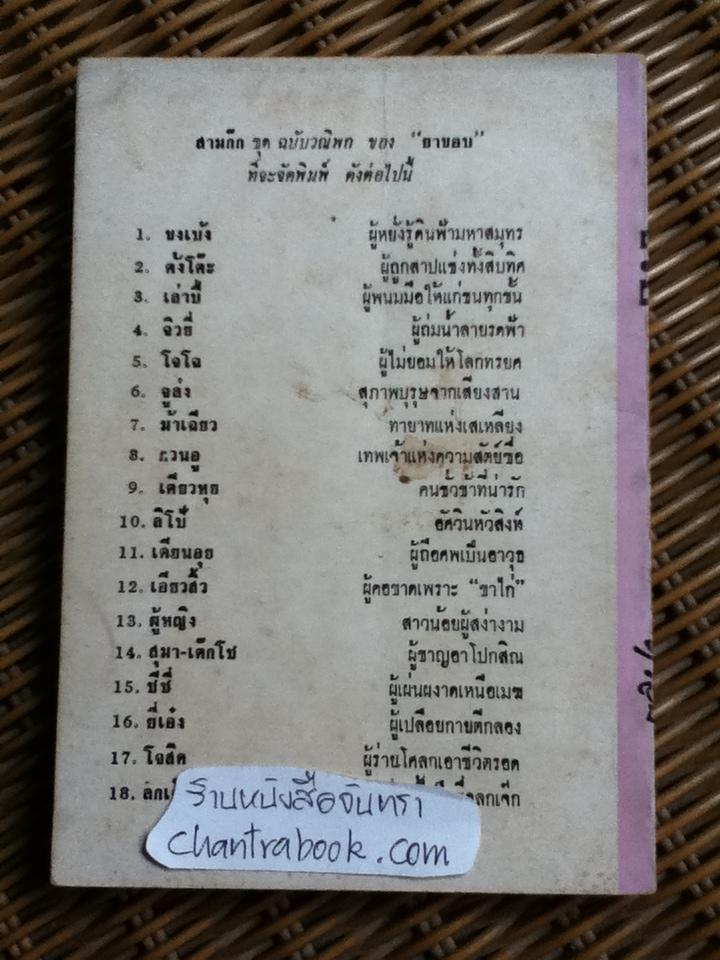 สามก๊ก ชุด ฉบับวณิพก ของ "ยาขอบ"
ที่จะจัดพิมพ์ ดังต่อไปนี้
1. ขงเบ้ง ผู้หยั่งรู้ดินฟ้ามหาสมุทร
2. ตั๋งโต๊ะ ผู้ถูกสาปแช่งทั้งสิบทิศ
3. เล่าปี่ ผู้พนมมือให้แก่ชนทุกชั้น
4. จิวยี่ ผู้ถ่มน้ำลายรดฟ้า
5. โจโฉ ผู้ไม่ยอมให้โลกทรยศ
6. จูล่ง สุภาพบุรุษจากเสียงสาน
7. ม้าเฉียว ทายาทแห่งเสเหลียง
8. กวนอู เทพเจ้าแห่งความสัตย์ซื่อ
9. เตียวหุย คนชั่วช้าที่น่ารัก
10. ลิโป้ อัศวินหัวสิงห์
11. เตียนอุย ผู้ถือศพเป็นอาวุธ
12. เอียวสิ้ว ผู้คอขาดเพราะ "ขาไก่"
13. ผู้หญิง สาวน้อยผู้สง่างาม
14. สุมา-เต๊กโช ผู้ชาญอาโปกสิณ
15. ชีซี่ ผู้เผ่นผงาดเหนือเมฆ
16. ยี่เอ๋ง ผู้เปลือยกายตีกลอง
17. โจสิด ผู้ร่ายโศลกเอาชีวิตรอด
18.
ร้านหนังสือจันทรา
chantrabook.com